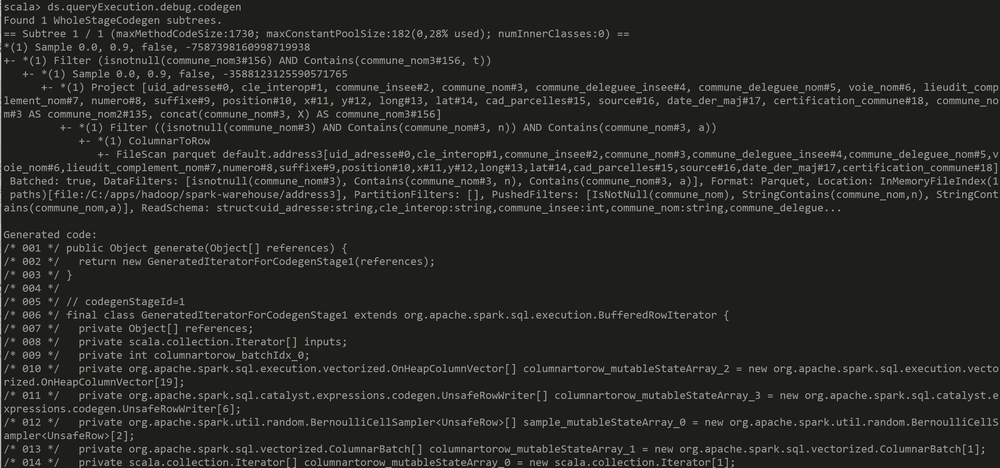 scala> ds.queryExecution.debug.codegen
Found 1 WholeStageCodegen subtrees.
== Subtree 1 / 1 (maxMethodCodeSize:1730; maxConstantPoolSize:182(0,28% used); numInnerClasses:0) ==
*(1) Sample 0.0, 0.9, false, -7587398160998719938
+- *(1) Filter (isnotnull(commune_nom3#156) AND Contains(commune_nom3#156, t))
   +- *(1) Sample 0.0, 0.9, false, -3588123125590571765
      +- *(1) Project [uid_adresse#0, cle_interop#1, commune_insee#2, commune_nom#3, commune_deleguee_insee#4, commune_deleguee_nom#5, voie_nom#6, lieudit_comp
lement_nom#7, numero#8, suffixe#9, position#10, x#11, y#12, long#13, lat#14, cad_parcelles#15, source#16, date_der_maj#17, certification_commune#18, commune_no
m#3 AS commune_nom2#135, concat(commune_nom#3, X) AS commune_nom3#156]
         +- *(1) Filter ((isnotnull(commune_nom#3) AND Contains(commune_nom#3, n)) AND Contains(commune_nom#3, a))
            +- *(1) ColumnarToRow
               +- FileScan parquet default.address3[uid_adresse#0,cle_interop#1,commune_insee#2,commune_nom#3,commune_deleguee_insee#4,commune_deleguee_nom#5,v
oie_nom#6,lieudit_complement_nom#7,numero#8,suffixe#9,position#10,x#11,y#12,long#13,lat#14,cad_parcelles#15,source#16,date_der_maj#17,certification_commune#18]
 Batched: true, DataFilters: [isnotnull(commune_nom#3), Contains(commune_nom#3, n), Contains(commune_nom#3, a)], Format: Parquet, Location: InMemoryFileIndex(1
 paths)[file:/C:/apps/hadoop/spark-warehouse/address3], PartitionFilters: [], PushedFilters: [IsNotNull(commune_nom), StringContains(commune_nom,n), StringCont
ains(commune_nom,a)], ReadSchema: struct<uid_adresse:string,cle_interop:string,commune_insee:int,commune_nom:string,commune_delegue...

Generated code:
/* 001 */ public Object generate(Object[] references) {
/* 002 */   return new GeneratedIteratorForCodegenStage1(references);
/* 003 */ }
/* 004 */
/* 005 */ // codegenStageId=1
/* 006 */ final class GeneratedIteratorForCodegenStage1 extends org.apache.spark.sql.execution.BufferedRowIterator {
/* 007 */   private Object[] references;
/* 008 */   private scala.collection.Iterator[] inputs;
/* 009 */   private int columnartorow_batchIdx_0;
/* 010 */   private org.apache.spark.sql.execution.vectorized.OnHeapColumnVector[] columnartorow_mutableStateArray_2 = new org.apache.spark.sql.execution.vecto
rized.OnHeapColumnVector[19];
/* 011 */   private org.apache.spark.sql.catalyst.expressions.codegen.UnsafeRowWriter[] columnartorow_mutableStateArray_3 = new org.apache.spark.sql.catalyst.e
xpressions.codegen.UnsafeRowWriter[6];
/* 012 */   private org.apache.spark.util.random.BernoulliCellSampler<UnsafeRow>[] sample_mutableStateArray_0 = new org.apache.spark.util.random.BernoulliCellS
ampler<UnsafeRow>[2];
/* 013 */   private org.apache.spark.sql.vectorized.ColumnarBatch[] columnartorow_mutableStateArray_1 = new org.apache.spark.sql.vectorized.ColumnarBatch[1];
/* 014 */   private scala.collection.Iterator[] columnartorow_mutableStateArray_0 = new scala.collection.Iterator[1];